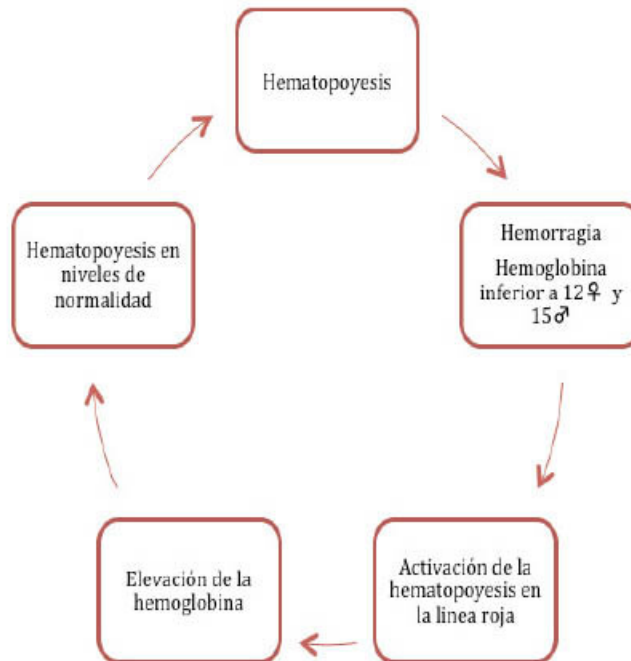 Hematopoyesis
Hemorragia
Hemoglobina
inferior a 12♀ y
15♂
Activación de la
hematopoyesis en
la linea roja
Elevación de la
hemoglobina
Hematopoyesis en
niveles de
normalidad